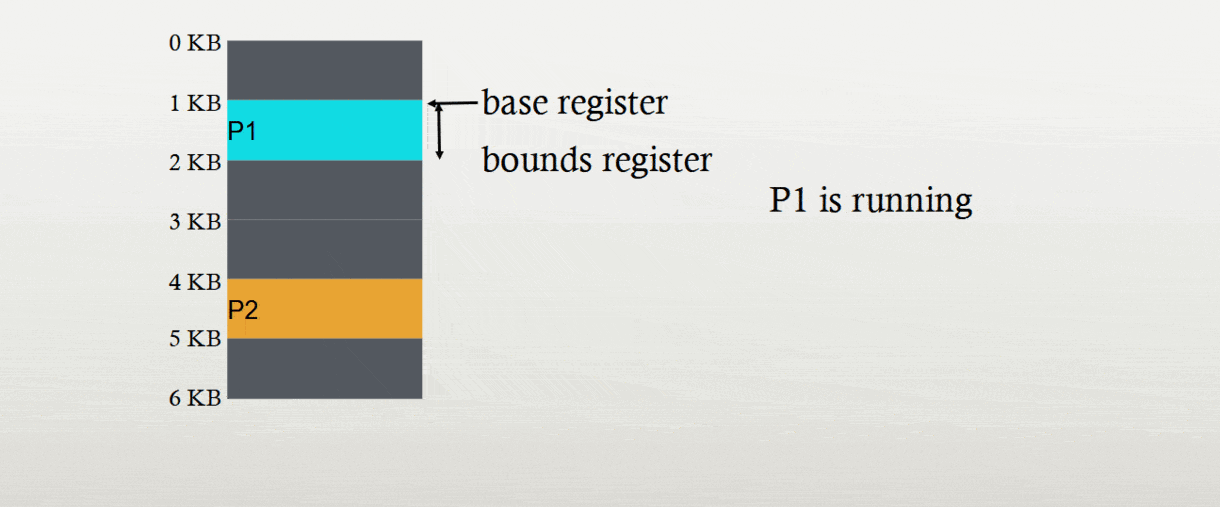 0 KB
1 KB
base register
P1
2 KB
bounds register
P1 is running
3 KB
4 KB
P2
5 KB
6 KB